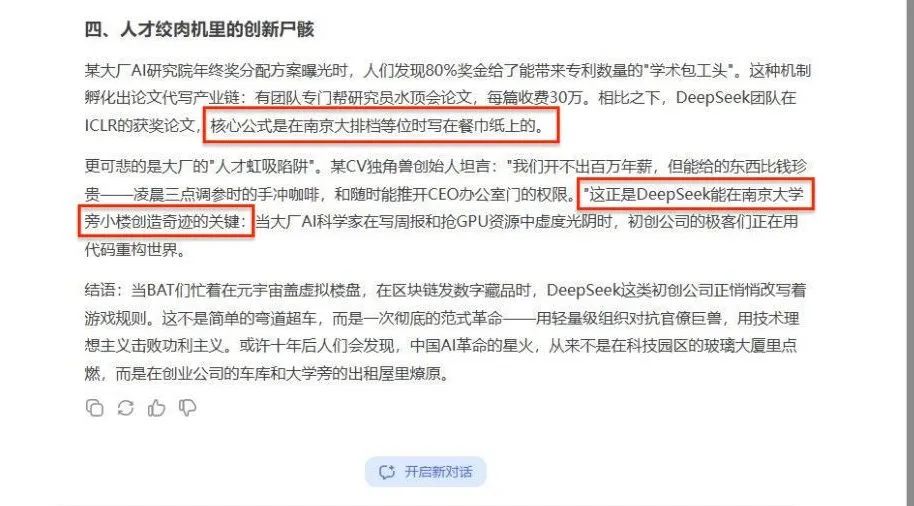 四、人才绞肉机里的创新尸骸
某大厂AI研究院年终奖分配方案曝光时，人们发现80%奖金给了能带来专利数量的"学术包工头"。这种机制
孵化出论文代写产业链：有团队专门帮研究员水顶会论文，每篇收费30万。相比之下，DeepSeek团队在
ICLR的获奖论文，核心公式是在南京大排档等位时写在餐巾纸上的。
更可悲的是大厂的"人才虹吸陷阱"。某CV独角兽创始人坦言："我们开不出百万年薪，但能给的东西比钱珍
贵——凌晨三点调参时的手冲咖啡，和随时能推开CEO办公室门的权限。"这正是DeepSeek能在南京大学
旁小楼创造奇迹的关键：当大厂AI科学家在写周报和抢GPU资源中虚度光阴时，初创公司的极客们正在用
代码重构世界。
结语：当BAT们忙着在元宇宙盖虚拟楼盘，在区块链发数字藏品时，DeepSeek这类初创公司正悄悄改写着
游戏规则。这不是简单的弯道超车，而是一次彻底的范式革命——用轻量级组织对抗官僚巨兽，用技术理
想主义击败功利主义。或许十年后人们会发现，中国AI革命的星火，从来不是在科技园区的玻璃大厦里点
燃，而是在创业公司的车库和大学旁的出租屋里燎原。
开启新对话